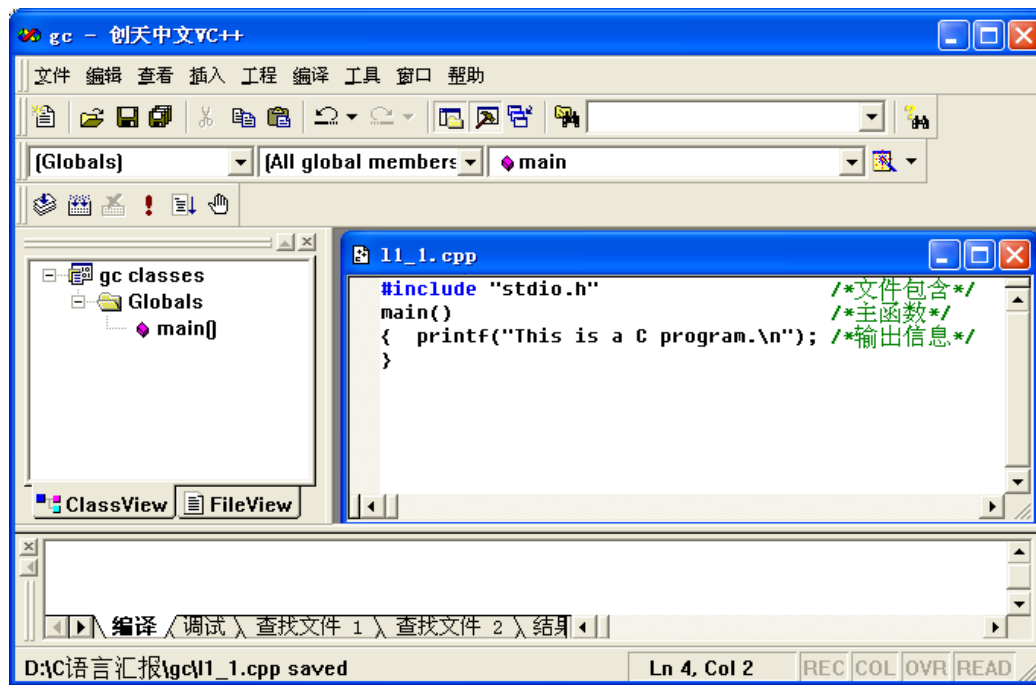 gc - 创天中文VC++
文件 编辑 查看 插入 工程 编译 工具 窗口 帮助
(Globals) (All global members main
l1_1.cpp
gc classes
Globals
main()
#include "stdio.h" /*文件包含*/
main() /*主函数*/
{ printf("This is a C program.\n"); /*输出信息*/
}
ClassView FileView
编译 调试 查找文件 1 查找文件 2 结果
D:\C语言汇报\gc\l1_1.cpp saved Ln 4, Col 2 REC COL OVR READ